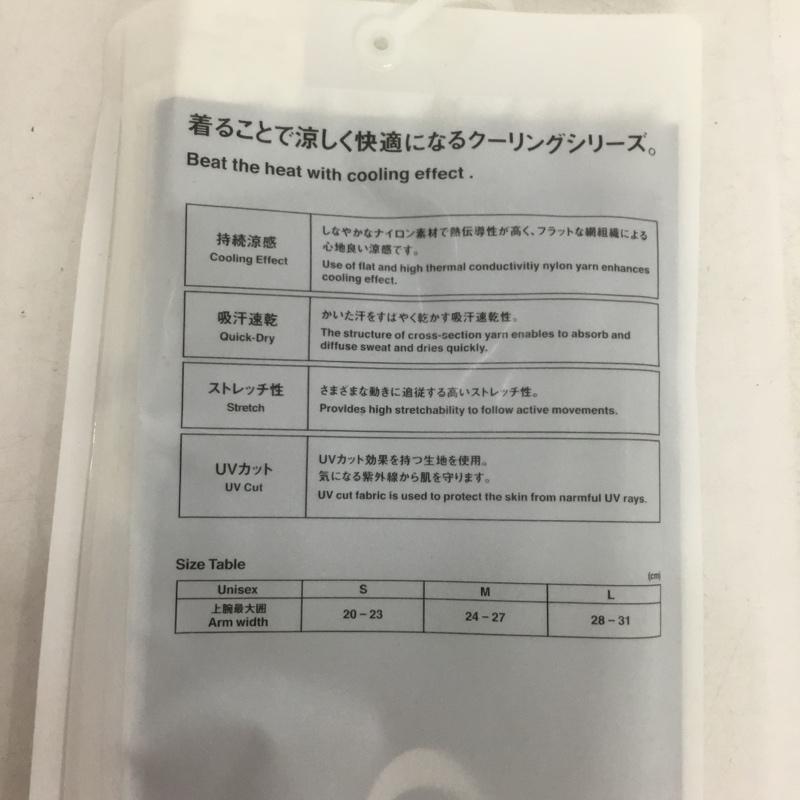 着ることで涼しく快適になるクーリングシリーズ。
Beat the heat with cooling effect .
持続涼感
Cooling Effect
しなやかなナイロン素材で熱伝導性が高く、フラットな網組織による
心地良い涼感です。
Use of flat and high thermal conductivitiy nylon yarn enhances
cooling effect.
吸汗速乾
Quick-Dry
かいた汗をすばやく乾かす吸汗速乾性。
The structure of cross-section yarn enables to absorb and
diffuse sweat and dries quickly.
ストレッチ性
Stretch
さまざまな動きに追従する高いストレッチ性。
Provides high stretchability to follow active movements.
UVカット
UV Cut
UVカット効果を持つ生地を使用。
気になる紫外線から肌を守ります。
UV cut fabric is used to protect the skin from narmful UV rays.
Size Table
(cm)
Unisex S M L
上腕最大囲
Arm width 20 – 23 24 – 27 28 – 31